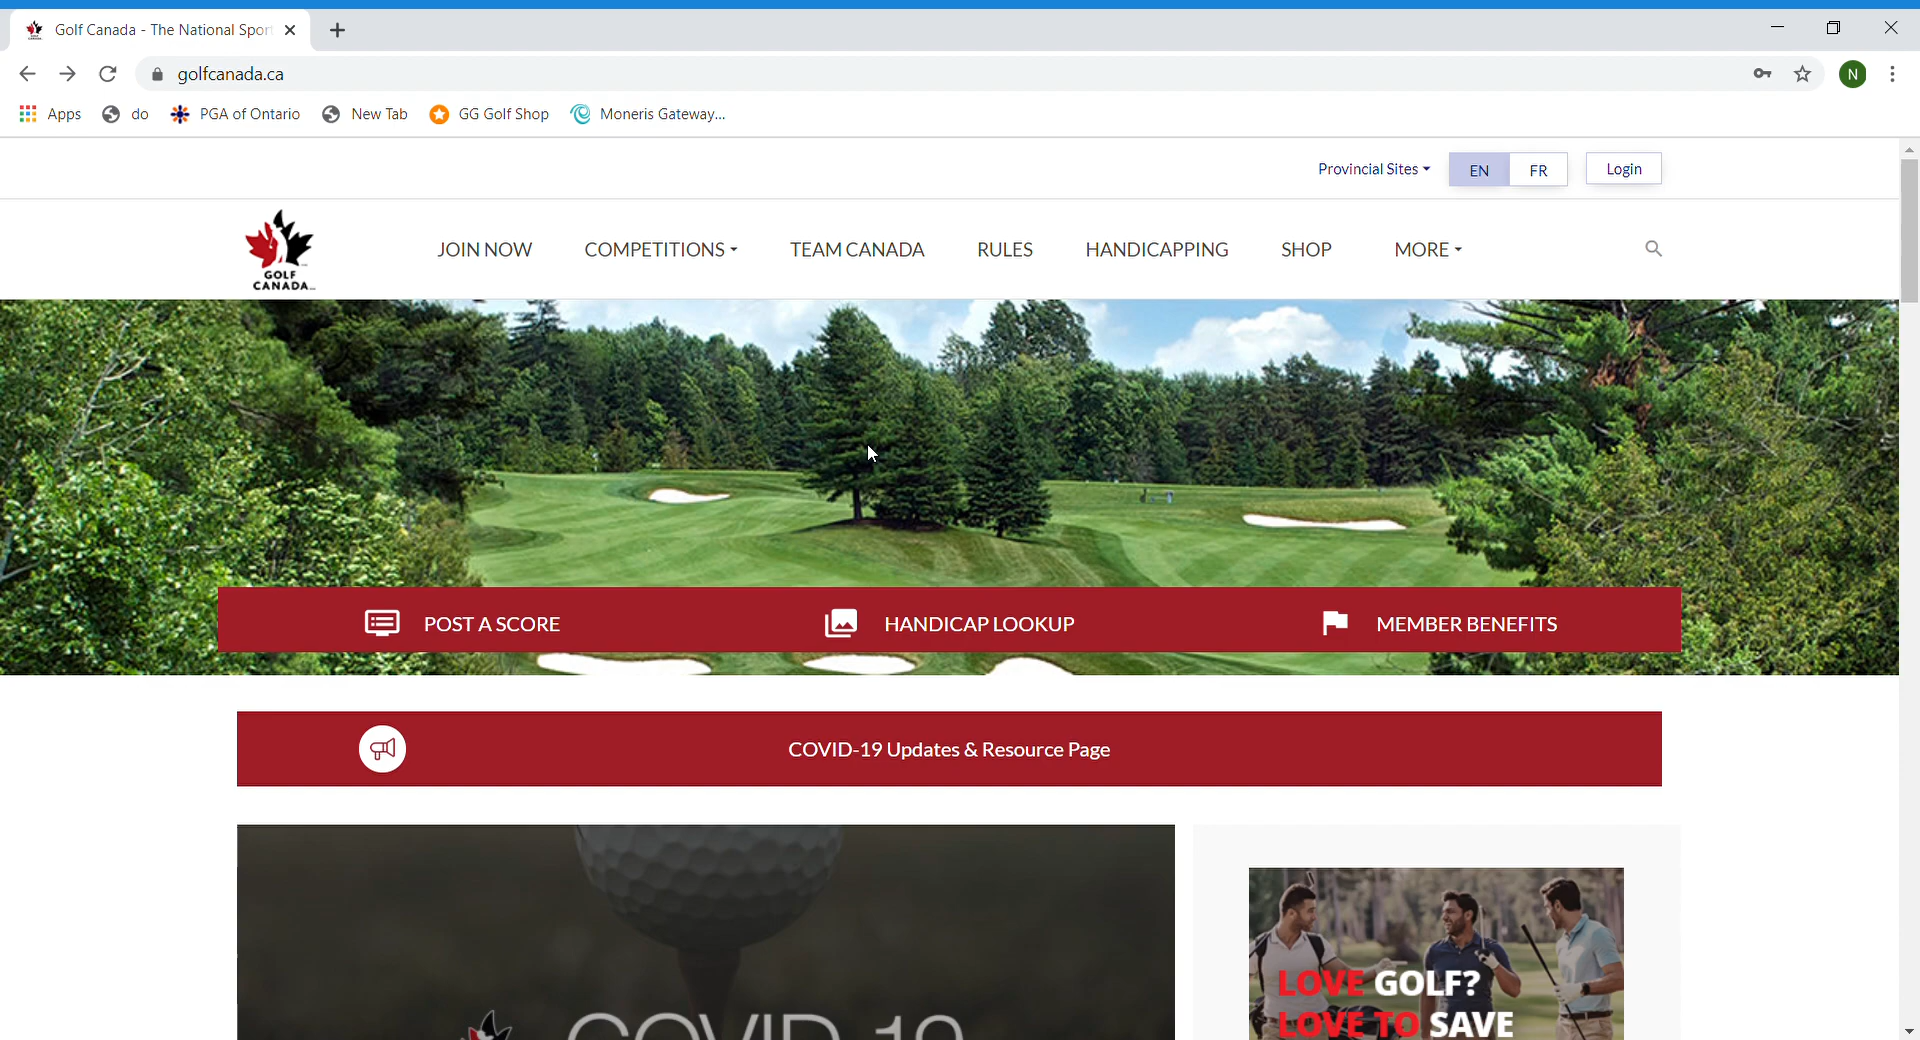 Golf Canada - The National Spor
golfcanada.ca
N
Apps do PGA of Ontario New Tab GG Golf Shop Moneris Gateway...
Provincial Sites EN FR Login
GOLF
CANADA
JOIN NOW COMPETITIONS TEAM CANADA RULES HANDICAPPING SHOP MORE
POST A SCORE HANDICAP LOOKUP MEMBER BENEFITS
COVID-19 Updates & Resource Page
LOVE GOLF?
LOVE TO SAVE
COVID-19